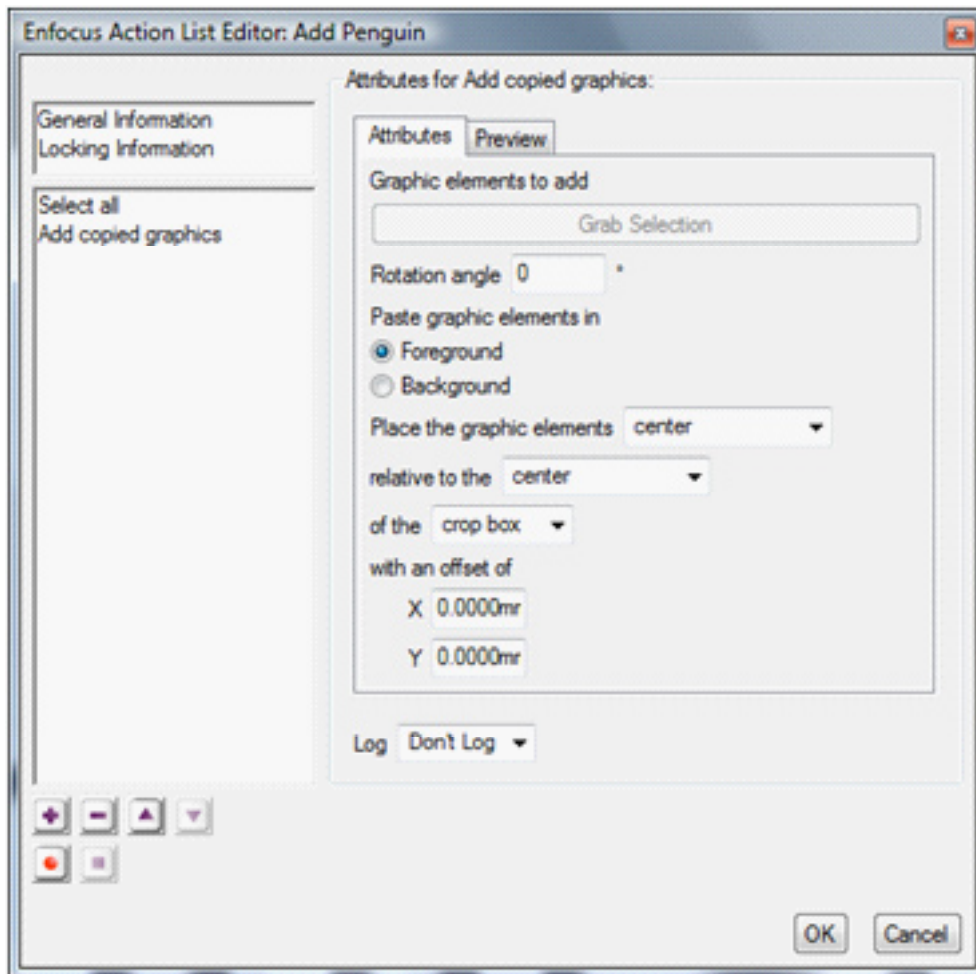 Enfocus Action List Editor: Add Penguin
General Information
Locking Information
Select all
Add copied graphics
Attributes for Add copied graphics:
Attributes Preview
Graphic elements to add
Grab Selection
Rotation angle 0 °
Paste graphic elements in
Foreground
Background
Place the graphic elements center
relative to the center
of the crop box
with an offset of
X 0.0000mr
Y 0.0000mr
Log Don't Log
OK Cancel